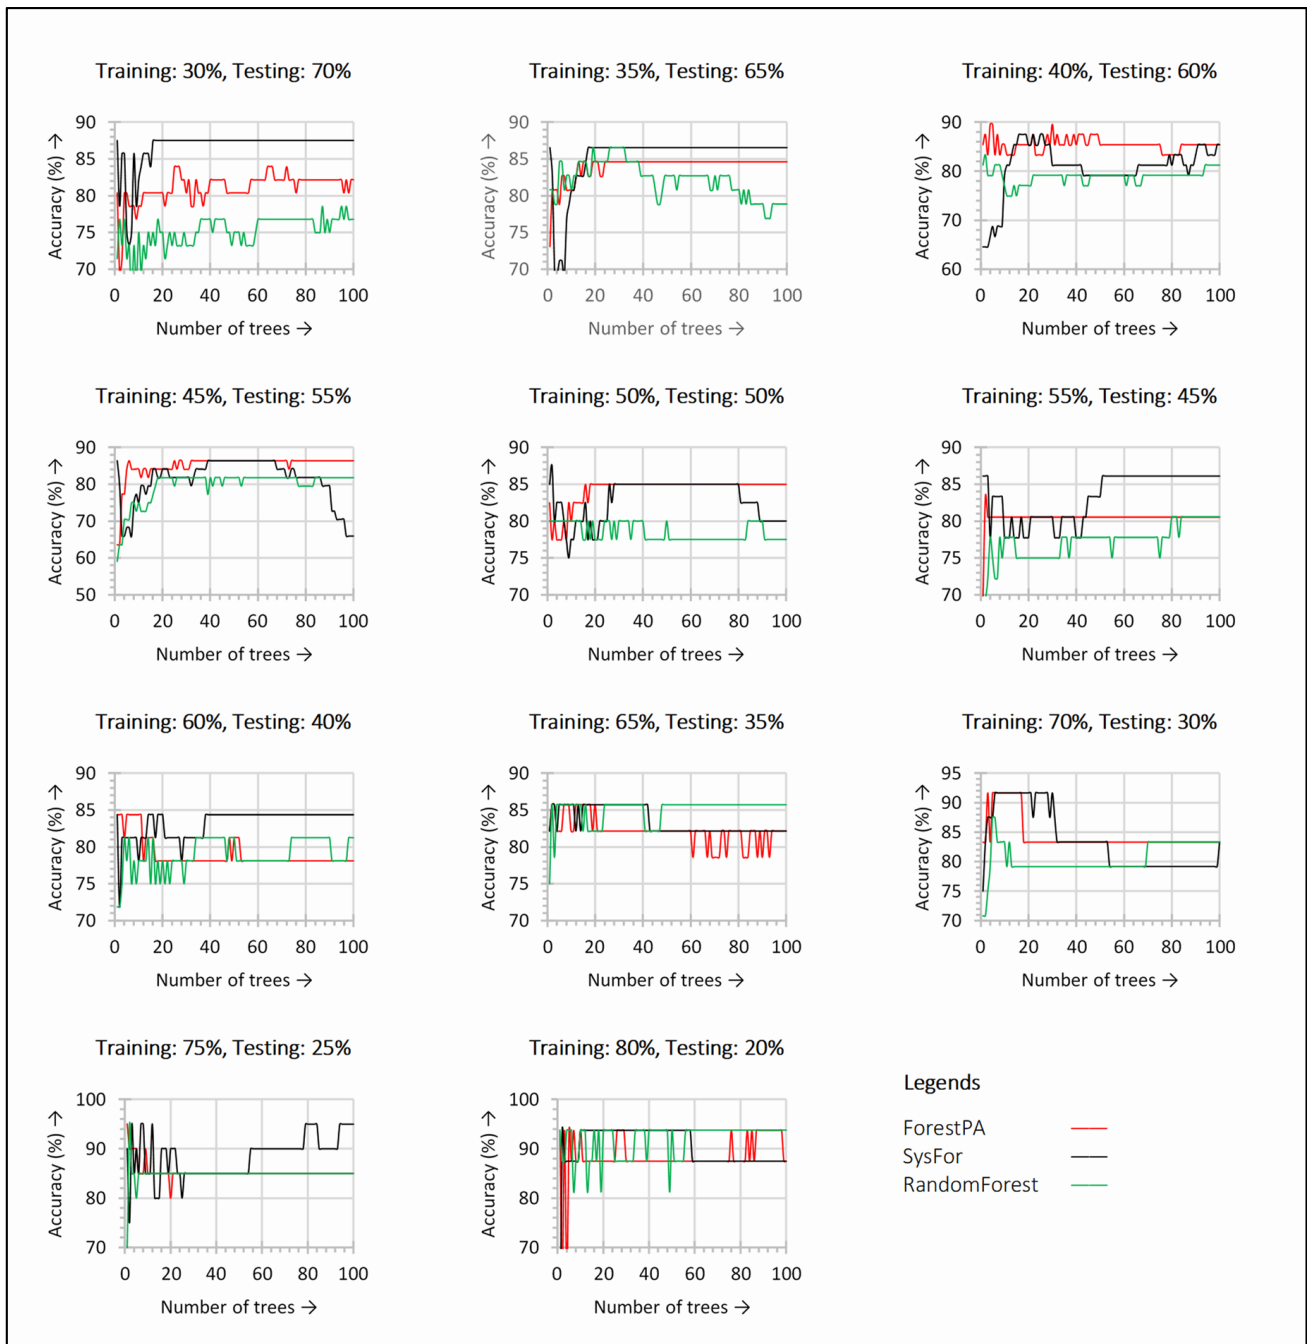 Training: 30%, Testing: 70%
90
85
80
75
70
Accuracy (%) →
0 20 40 60 80 100
Number of trees →
Training: 35%, Testing: 65%
90
85
80
75
70
Accuracy (%) →
0 20 40 60 80 100
Number of trees →
Training: 40%, Testing: 60%
90
80
70
60
Accuracy (%) →
0 20 40 60 80 100
Number of trees →
Training: 45%, Testing: 55%
90
80
70
60
50
Accuracy (%) →
0 20 40 60 80 100
Number of trees →
Training: 50%, Testing: 50%
90
85
80
75
70
Accuracy (%) →
0 20 40 60 80 100
Number of trees →
Training: 55%, Testing: 45%
90
85
80
75
70
Accuracy (%) →
0 20 40 60 80 100
Number of trees →
Training: 60%, Testing: 40%
90
85
80
75
70
Accuracy (%) →
0 20 40 60 80 100
Number of trees →
Training: 65%, Testing: 35%
90
85
80
75
70
Accuracy (%) →
0 20 40 60 80 100
Number of trees →
Training: 70%, Testing: 30%
95
90
85
80
75
70
Accuracy (%) →
0 20 40 60 80 100
Number of trees →
Training: 75%, Testing: 25%
100
90
80
70
Accuracy (%) →
0 20 40 60 80 100
Number of trees →
Training: 80%, Testing: 20%
100
90
80
70
Accuracy (%) →
0 20 40 60 80 100
Number of trees →
Legends
ForestPA
SysFor
RandomForest